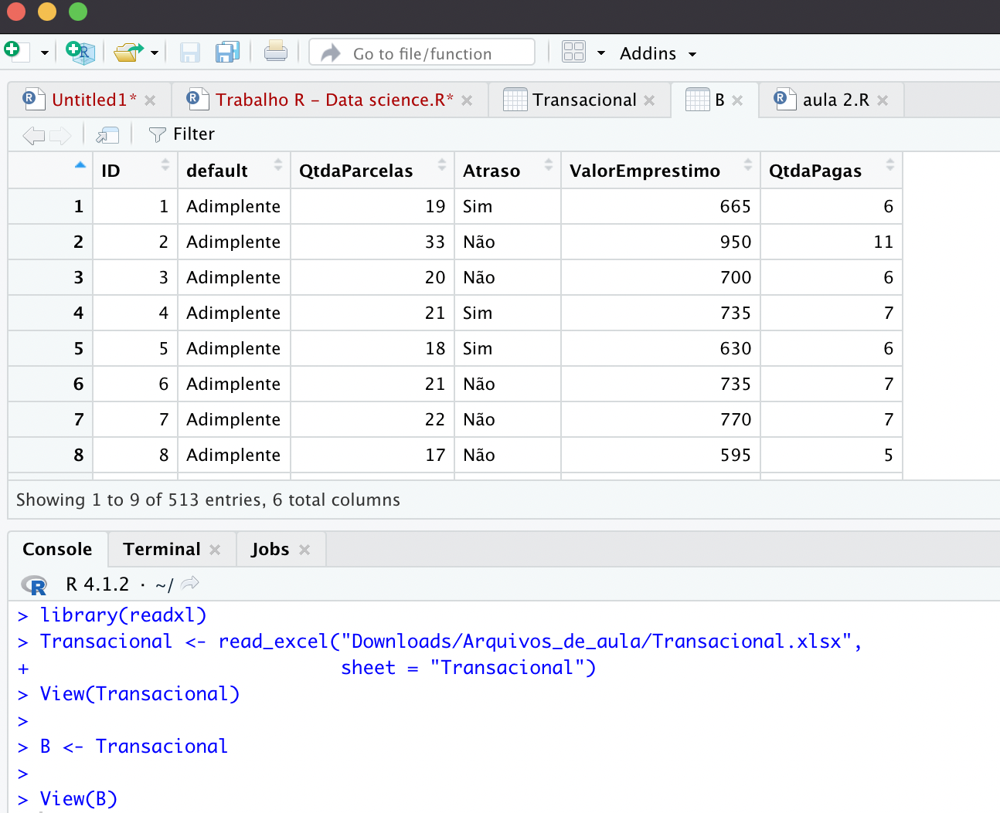 Go to file/function Addins
Untitled1* Trabalho R - Data science.R* Transacional B aula 2.R
Filter
ID default QtdaParcelas Atraso ValorEmprestimo QtdaPagas
1 1 Adimplente 19 Sim 665 6
2 2 Adimplente 33 Não 950 11
3 3 Adimplente 20 Não 700 6
4 4 Adimplente 21 Sim 735 7
5 5 Adimplente 18 Sim 630 6
6 6 Adimplente 21 Não 735 7
7 7 Adimplente 22 Não 770 7
8 8 Adimplente 17 Não 595 5
Showing 1 to 9 of 513 entries, 6 total columns
Console Terminal Jobs
R R 4.1.2 · ~/
> library(readxl)
> Transacional <- read_excel("Downloads/Arquivos_de_aula/Transacional.xlsx",
+ sheet = "Transacional")
> View(Transacional)
>
> B <- Transacional
>
> View(B)